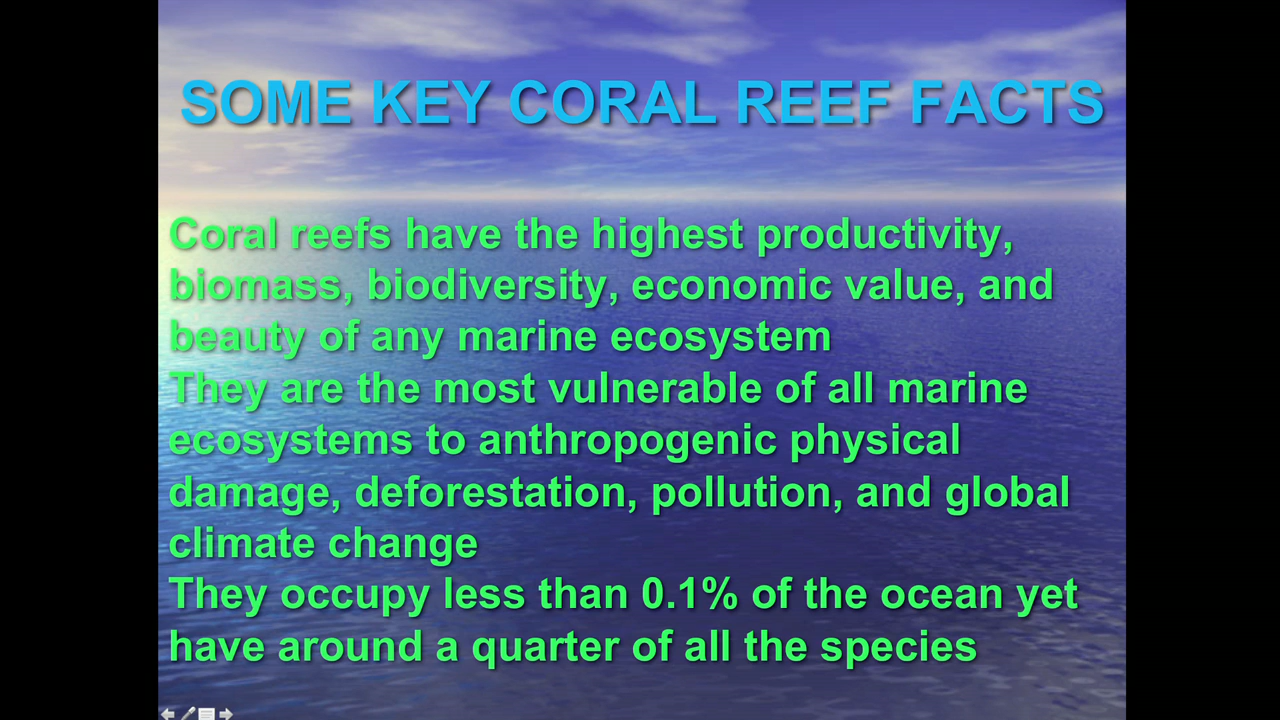 SOME KEY CORAL REEF FACTS
Coral reefs have the highest productivity,
biomass, biodiversity, economic value, and
beauty of any marine ecosystem
They are the most vulnerable of all marine
ecosystems to anthropogenic physical
damage, deforestation, pollution, and global
climate change
They occupy less than 0.1% of the ocean yet
have around a quarter of all the species